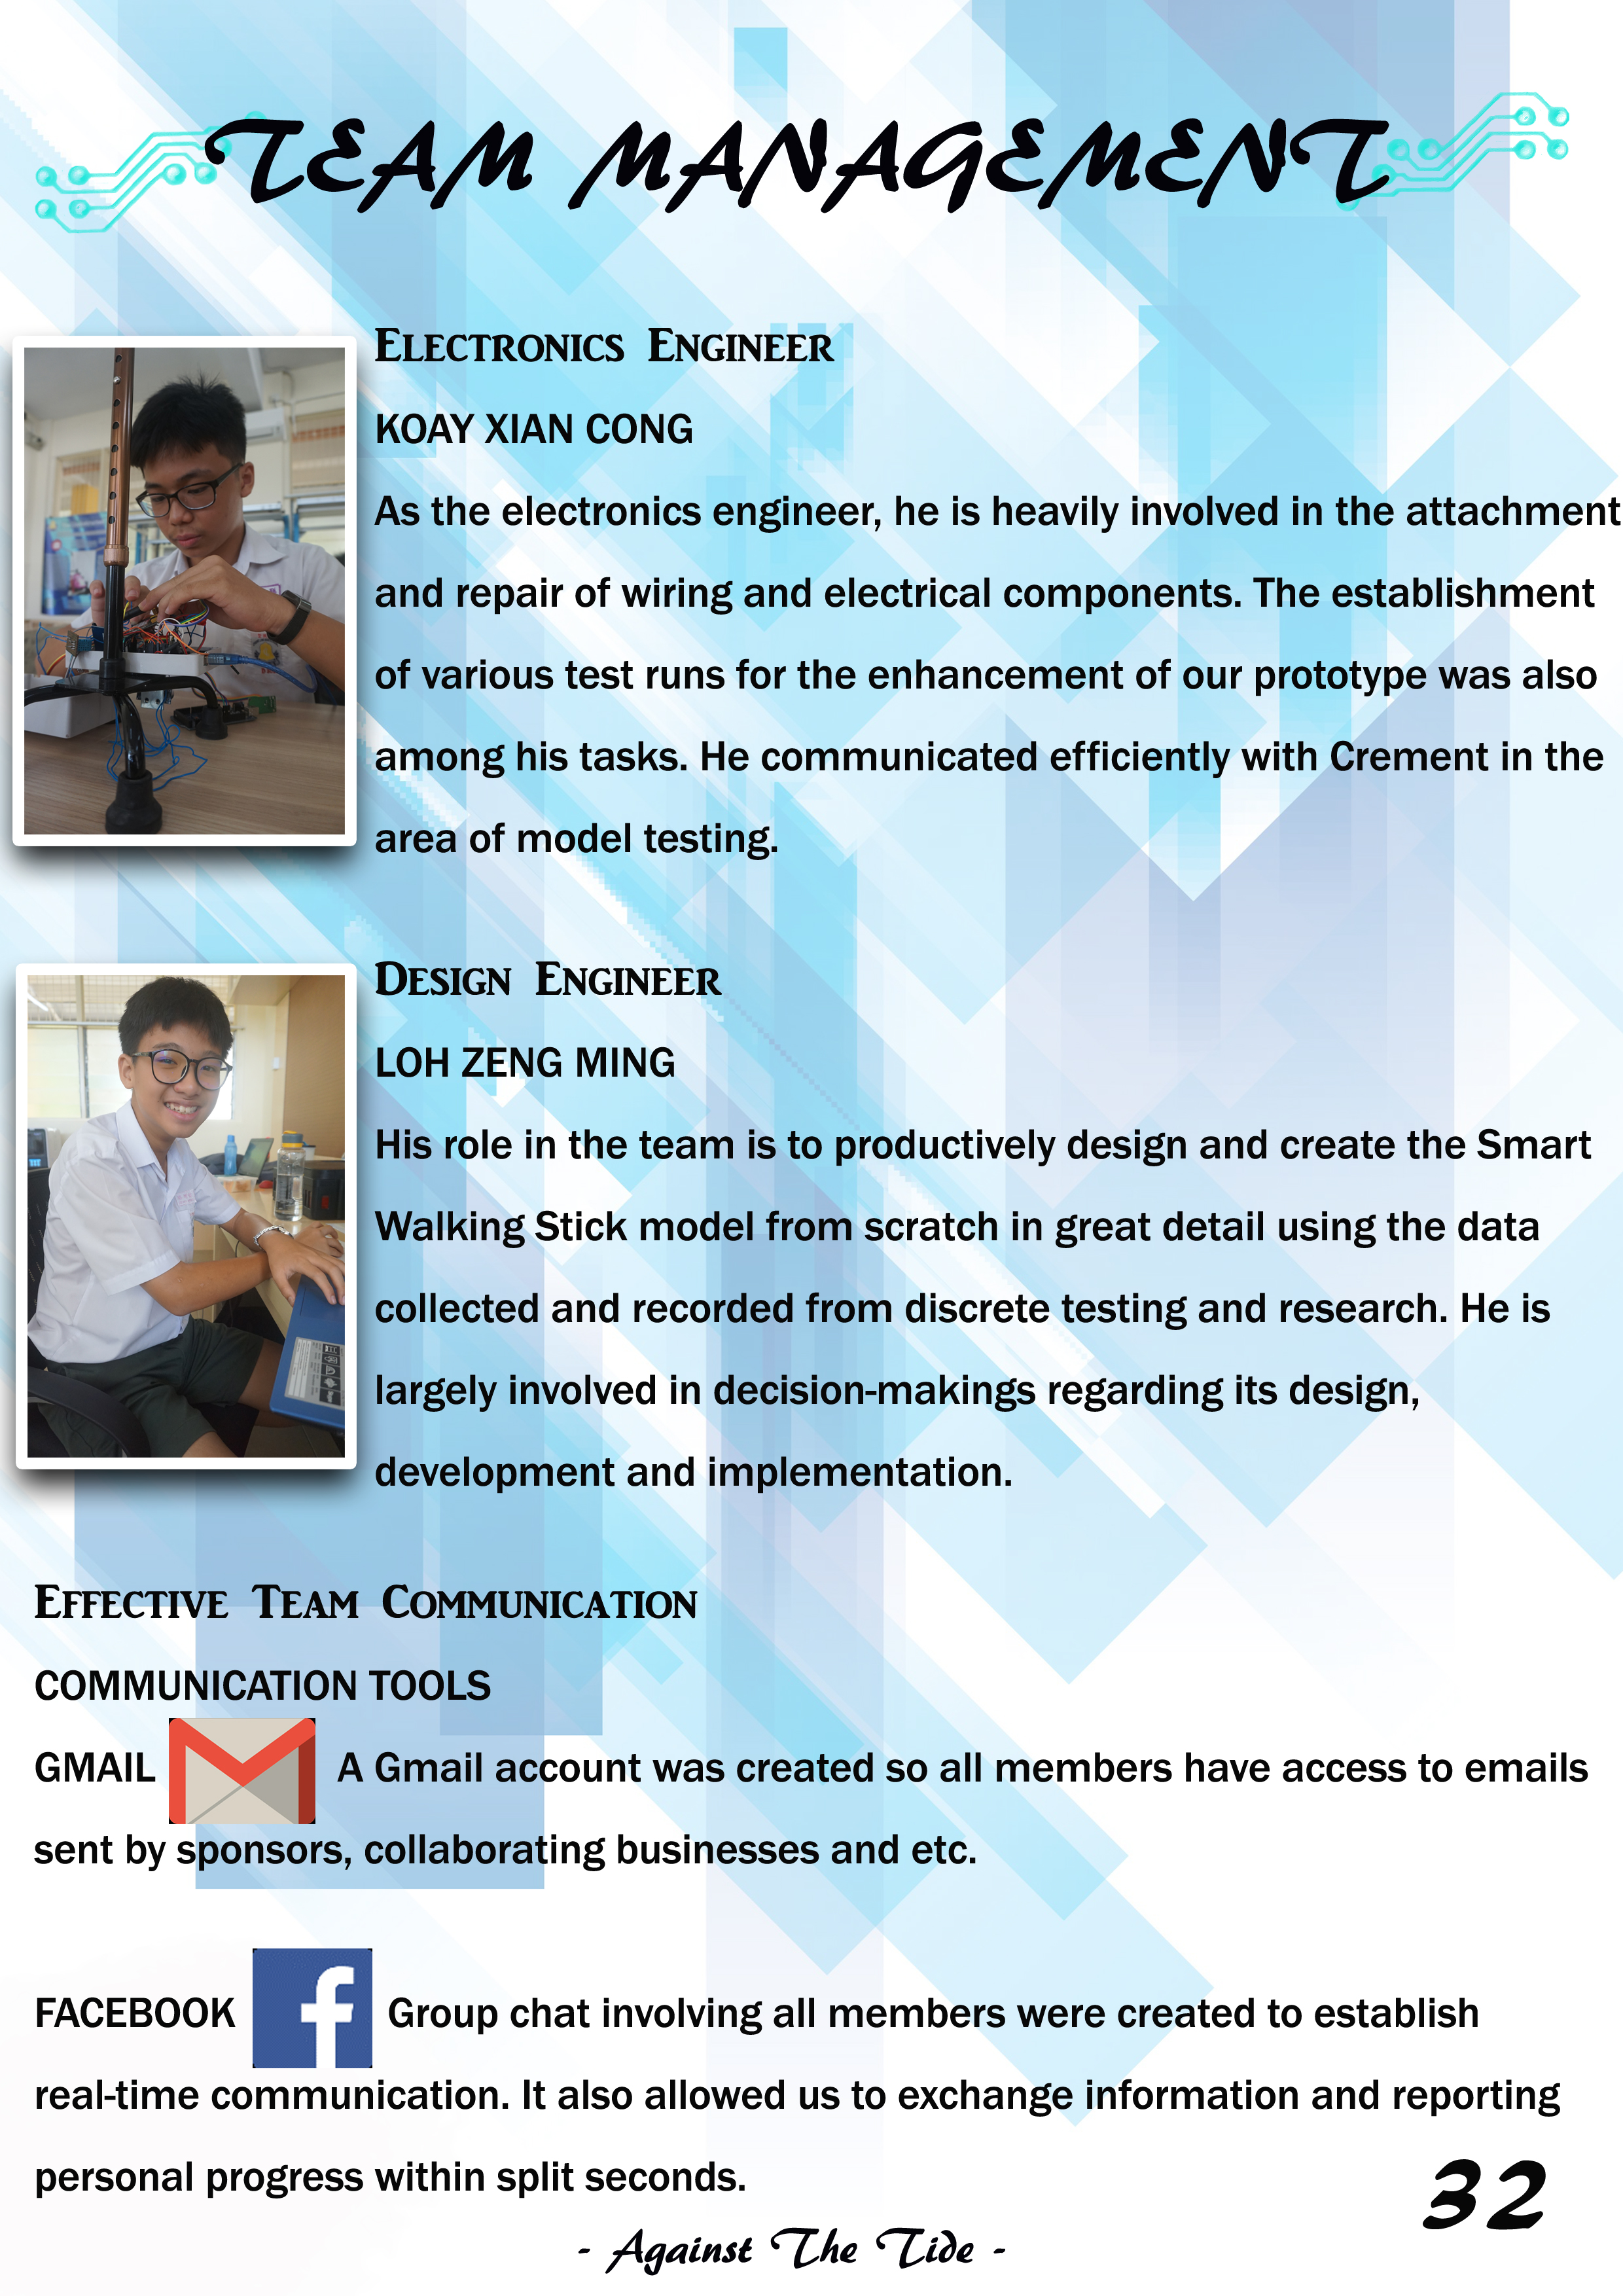 TEAM MANAGEMENT
ELECTRONICS ENGINEER
KOAY XIAN CONG
As the electronics engineer, he is heavily involved in the attachment
and repair of wiring and electrical components. The establishment
of various test runs for the enhancement of our prototype was also
among his tasks. He communicated efficiently with Crement in the
area of model testing.
DESIGN ENGINEER
LOH ZENG MING
His role in the team is to productively design and create the Smart
Walking Stick model from scratch in great detail using the data
collected and recorded from discrete testing and research. He is
largely involved in decision-makings regarding its design,
development and implementation.
EFFECTIVE TEAM COMMUNICATION
COMMUNICATION TOOLS
GMAIL A Gmail account was created so all members have access to emails
sent by sponsors, collaborating businesses and etc.
FACEBOOK f Group chat involving all members were created to establish
real-time communication. It also allowed us to exchange information and reporting
personal progress within split seconds.
32
- Against The Tide -